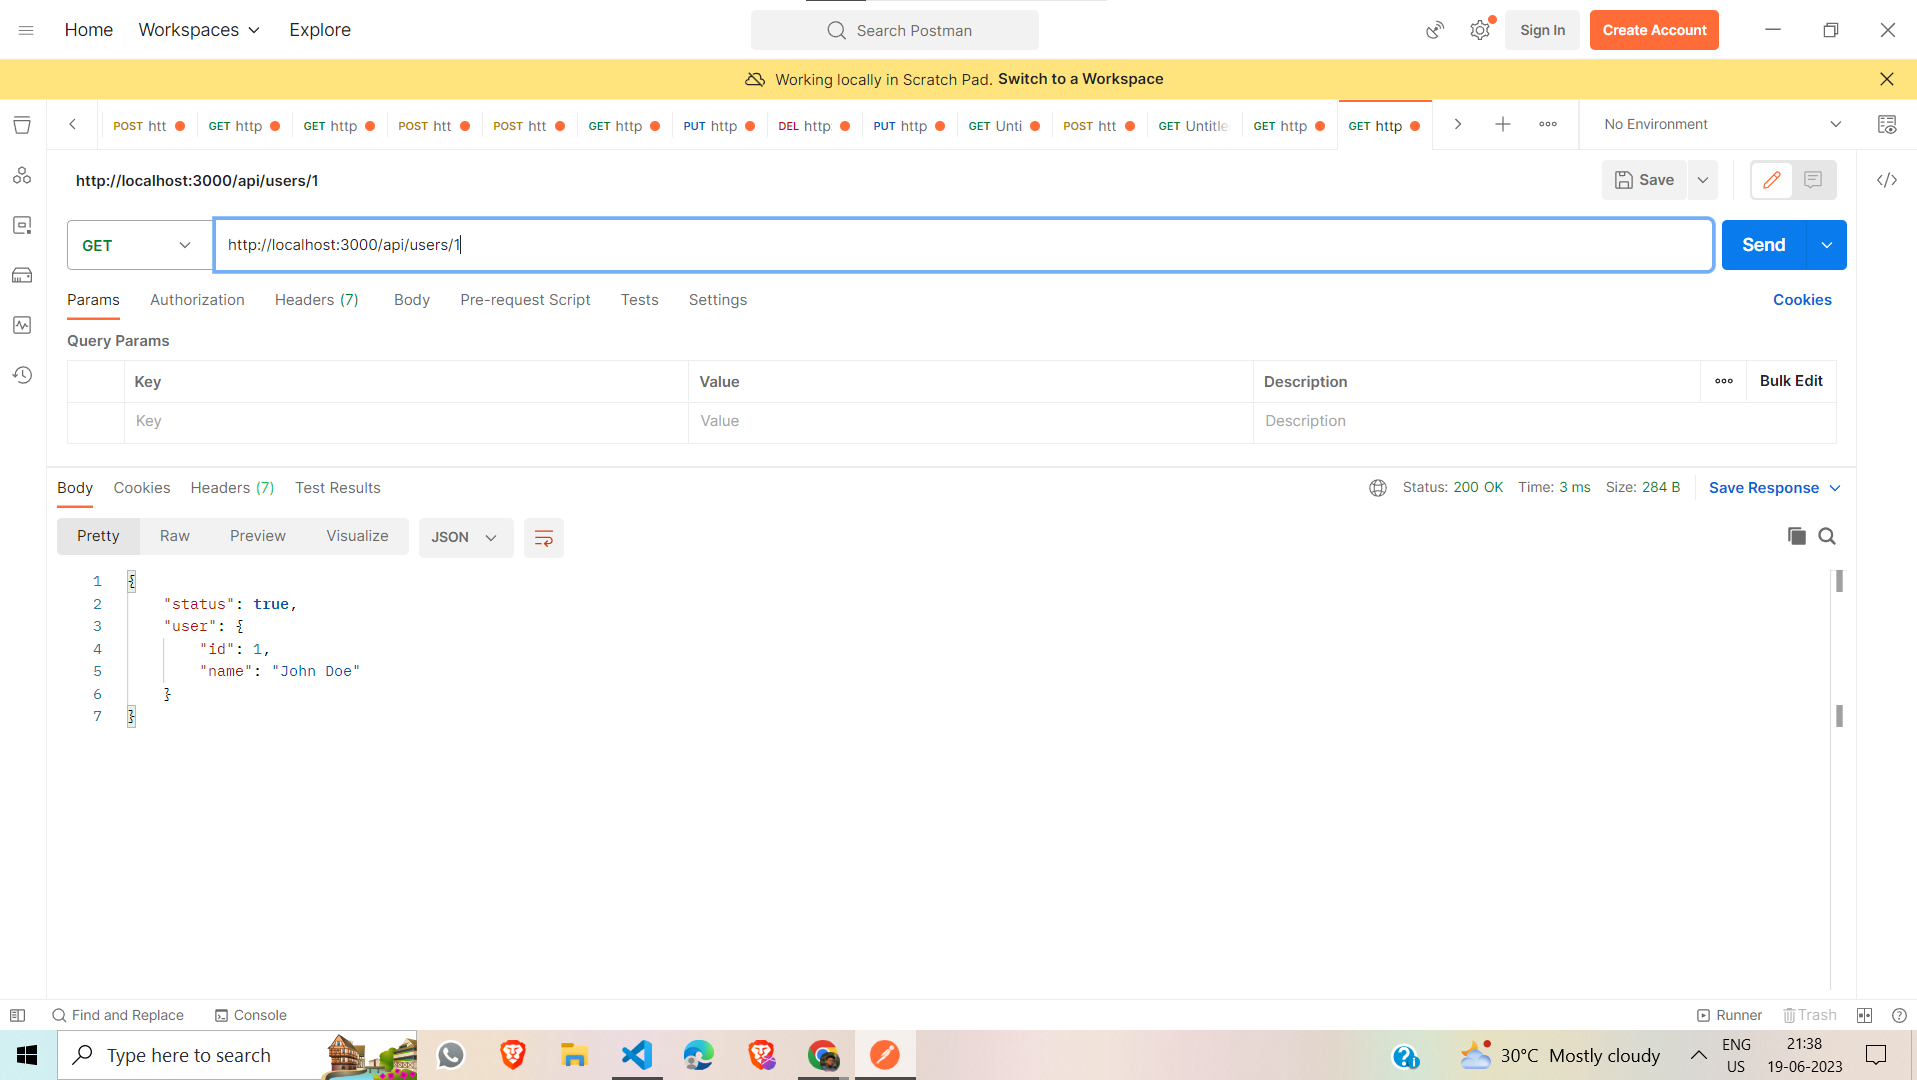 Home Workspaces Explore Search Postman Sign In Create Account
Working locally in Scratch Pad. Switch to a Workspace
POST htt GET http GET http POST htt POST htt GET http PUT http DEL http PUT http GET Unti POST htt GET Untitle GET http GET http No Environment
http://localhost:3000/api/users/1 Save
GET http://localhost:3000/api/users/1 Send
Params Authorization Headers (7) Body Pre-request Script Tests Settings Cookies
Query Params
Key Value Description Bulk Edit
Key Value Description
Body Cookies Headers (7) Test Results Status: 200 OK Time: 3 ms Size: 284 B Save Response
Pretty Raw Preview Visualize JSON
1 {
2 "status": true,
3 "user": {
4 "id": 1,
5 "name": "John Doe"
6 }
7 }
Find and Replace Console Runner Trash
Type here to search 30°C Mostly cloudy ENG 21:38
US 19-06-2023